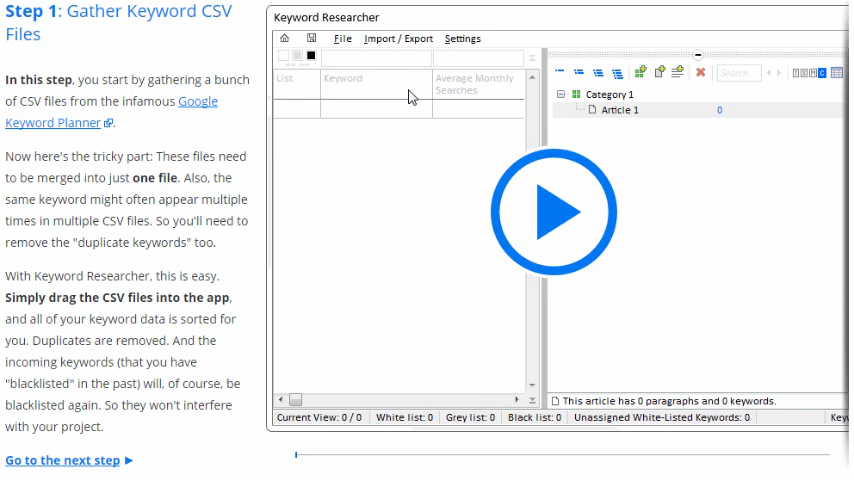 Step 1: Gather Keyword CSV
Files
In this step, you start by gathering a bunch
of CSV files from the infamous Google
Keyword Planner.
Now here's the tricky part: These files need
to be merged into just one file. Also, the
same keyword might often appear multiple
times in multiple CSV files. So you'll need to
remove the "duplicate keywords" too.
With Keyword Researcher, this is easy.
Simply drag the CSV files into the app,
and all of your keyword data is sorted for
you. Duplicates are removed. And the
incoming keywords (that you have
"blacklisted" in the past) will, of course, be
blacklisted again. So they won't interfere
with your project.
Go to the next step
Keyword Researcher
File Import / Export Settings
List Keyword Average Monthly
Searches
Search...
Category 1
Article 1 0
This article has 0 paragraphs and 0 keywords.
Current View: 0 / 0 White list: 0 Grey list: 0 Black list: 0 Unassigned White-Listed Keywords: 0 Keyw